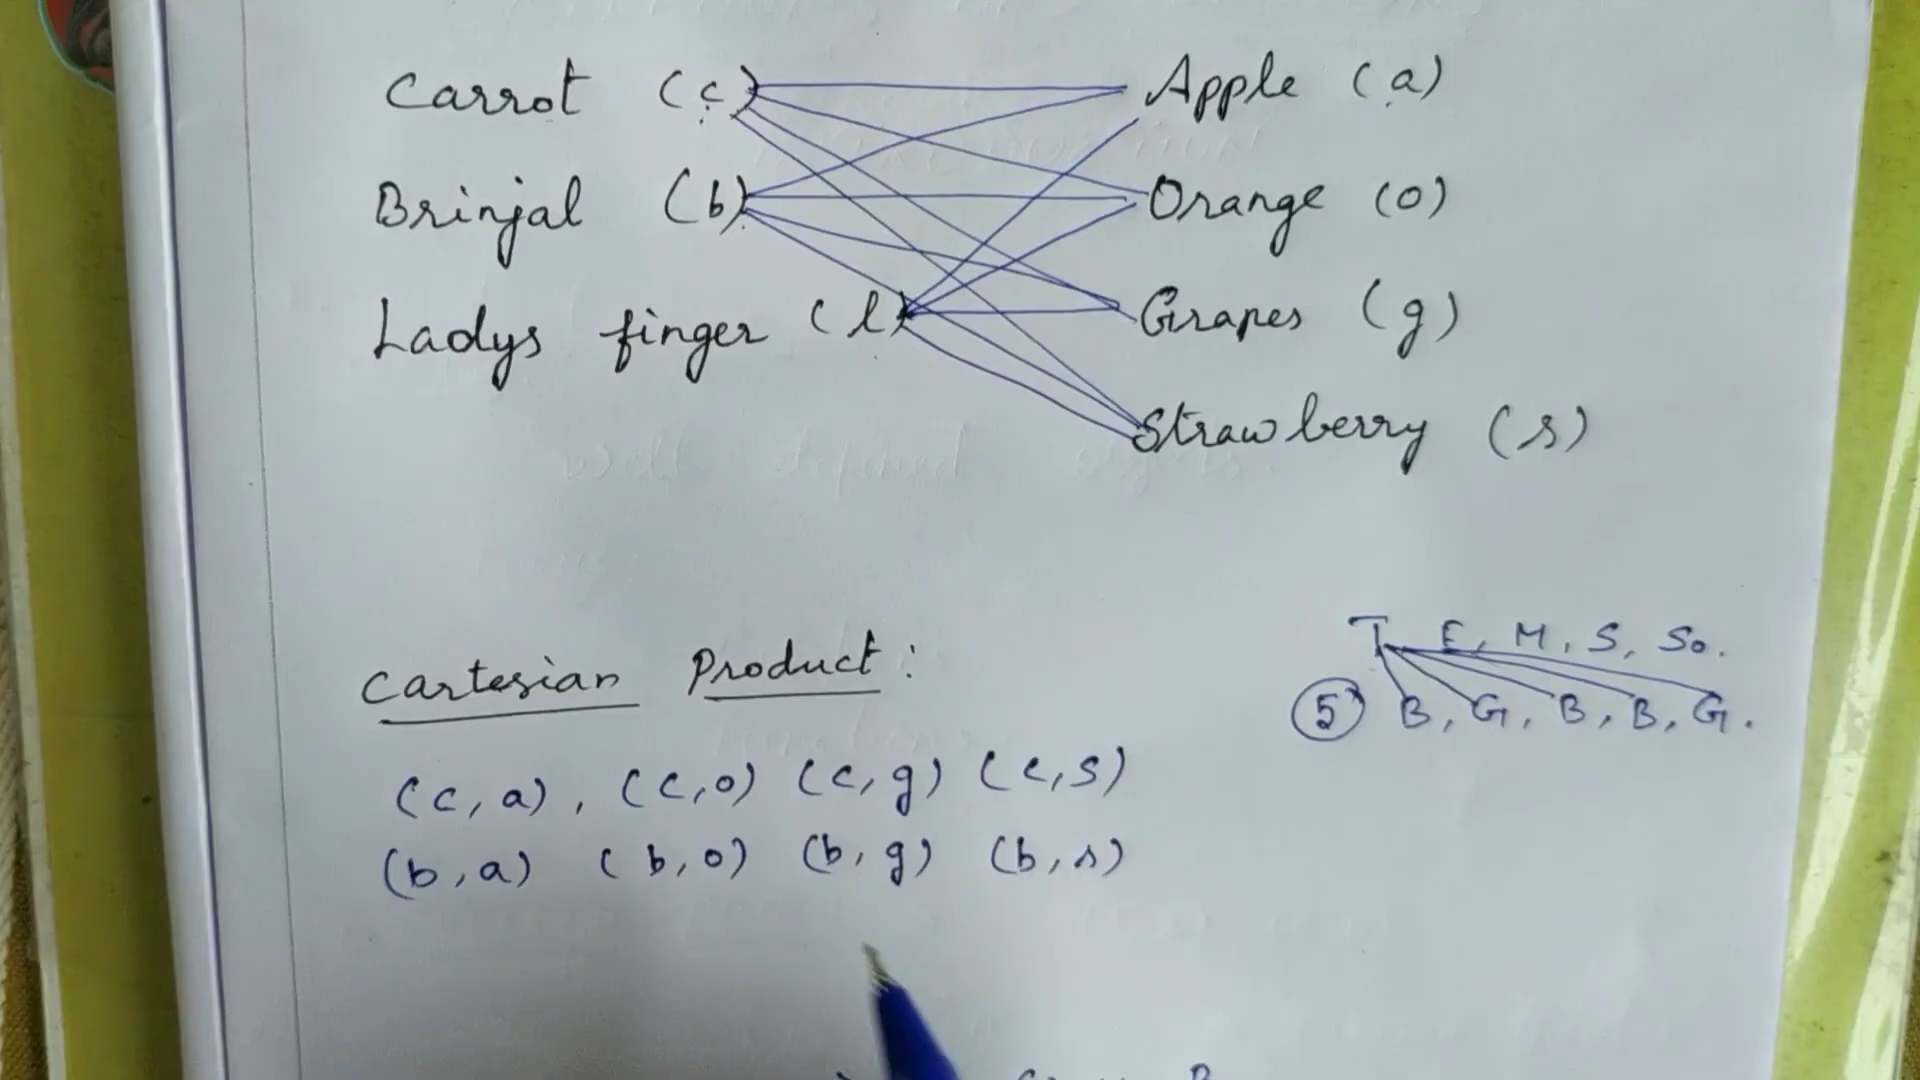 Carrot (c) Apple (a)
Brinjal (b) Orange (o)
Ladys finger (l) Grapes (g)
Strawberry (s)
T E, M, S, So.
Cartesian Product :
5 B, G, B, B, G.
(c, a), (c, o) (c, g) (c, s)
(b, a) (b, o) (b, g) (b, s)